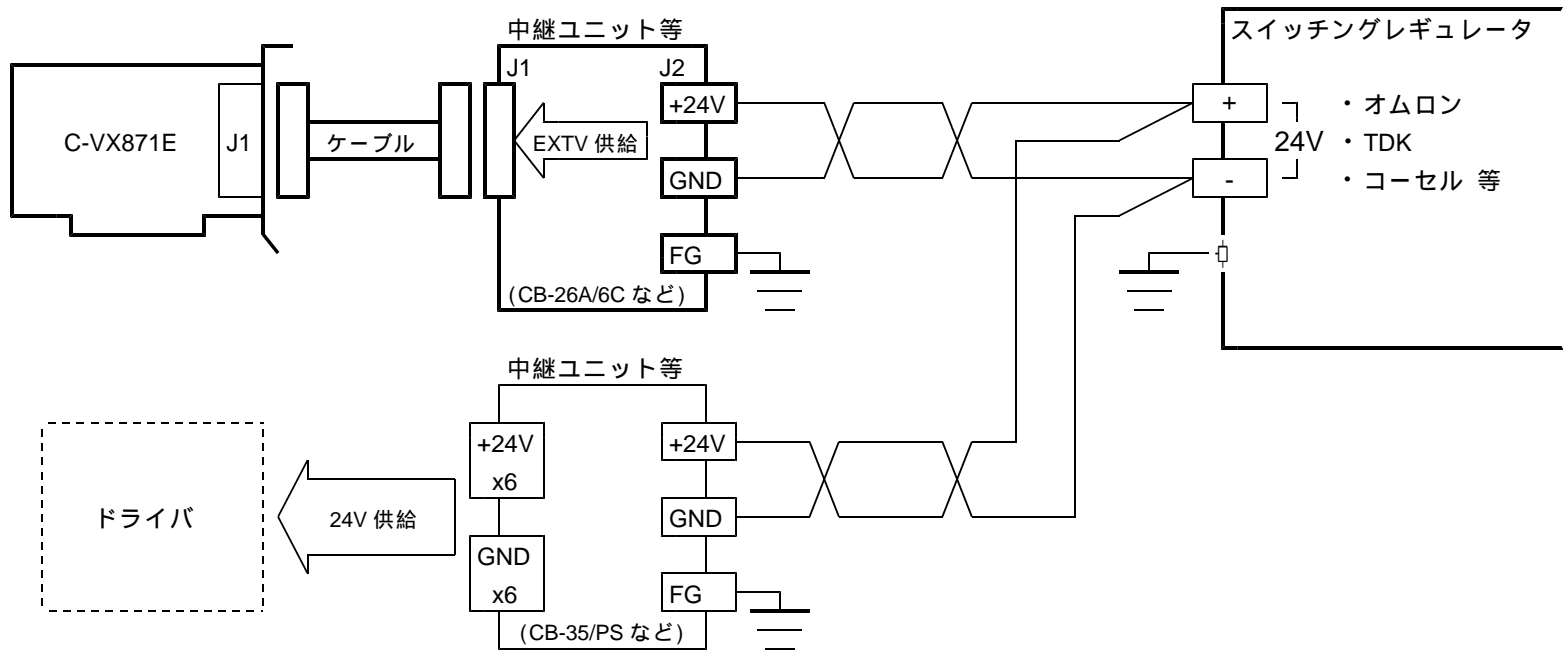 中継ユニット等
スイッチングレギュレータ
J1
J2
+24V
+
・オムロン
C-VX871E
J1
ケーブル
EXTV 供給
24V
・TDK
GND
-
・コーセル 等
FG
(CB-26A/6C など)
中継ユニット等
+24V
x6
+24V
ドライバ
24V 供給
GND
GND
x6
FG
(CB-35/PS など)